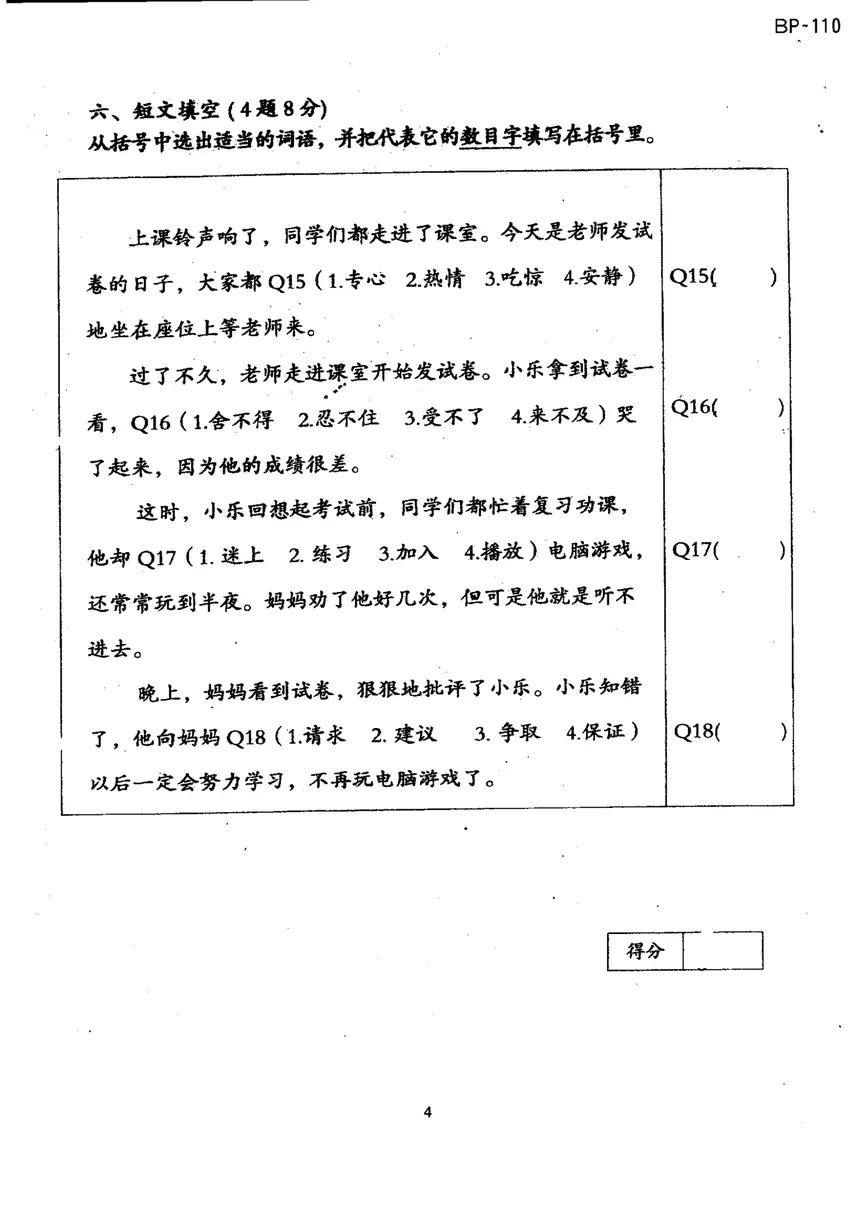 BP-110
六、短文填空 (4题8分)
从括号中选出适当的词语，并把代表它的数目字填写在括号里。
上课铃声响了，同学们都走进了课室。今天是老师发试
卷的日子，大家都 Q15（1.专心 2.热情 3.吃惊 4.安静） Q15( )
地坐在座位上等老师来。
过了不久，老师走进课室开始发试卷。小乐拿到试卷一
看，Q16（1.舍不得 2.忍不住 3.受不了 4.来不及）哭 Q16( )
了起来，因为他的成绩很差。
这时，小乐回想起考试前，同学们都忙着复习功课，
他却 Q17（1. 迷上 2. 练习 3.加入 4.播放）电脑游戏， Q17( )
还常常玩到半夜。妈妈劝了他好几次，但可是他就是听不
进去。
晚上，妈妈看到试卷，狠狠地批评了小乐。小乐知错
了，他向妈妈 Q18（1.请求 2. 建议 3. 争取 4.保证） Q18( )
以后一定会努力学习，不再玩电脑游戏了。
得分
4